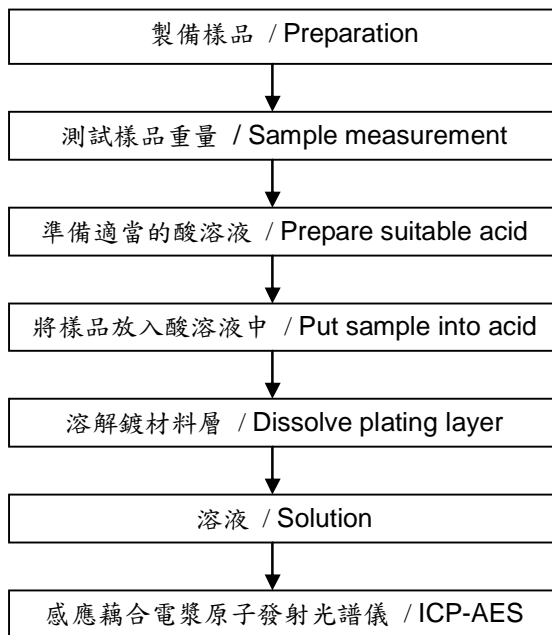 製備樣品 / Preparation
測試樣品重量 / Sample measurement
準備適當的酸溶液 / Prepare suitable acid
將樣品放入酸溶液中 / Put sample into acid
溶解鍍材料層 / Dissolve plating layer
溶液 / Solution
感應藕合電漿原子發射光譜儀 / ICP-AES